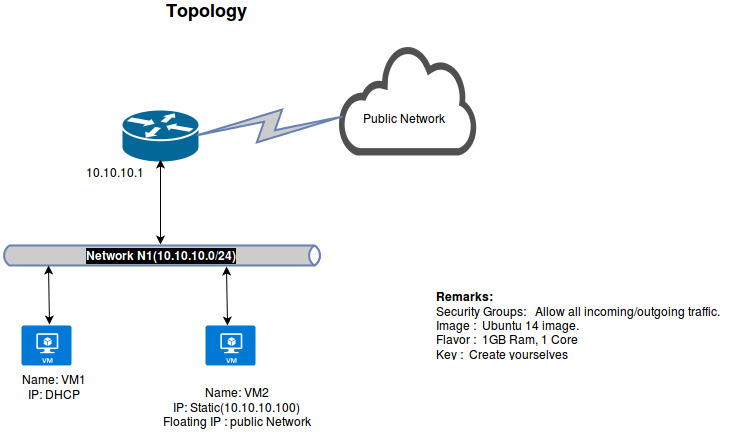 Topology
Public Network
10.10.10.1
Network N1(10.10.10.0/24)
Remarks:
Security Groups: Allow all incoming/outgoing traffic.
Image : Ubuntu 14 image.
Flavor : 1GB Ram, 1 Core
Key : Create yourselves
VM
Name: VM1
IP: DHCP
VM
Name: VM2
IP: Static(10.10.10.100)
Floating IP : public Network